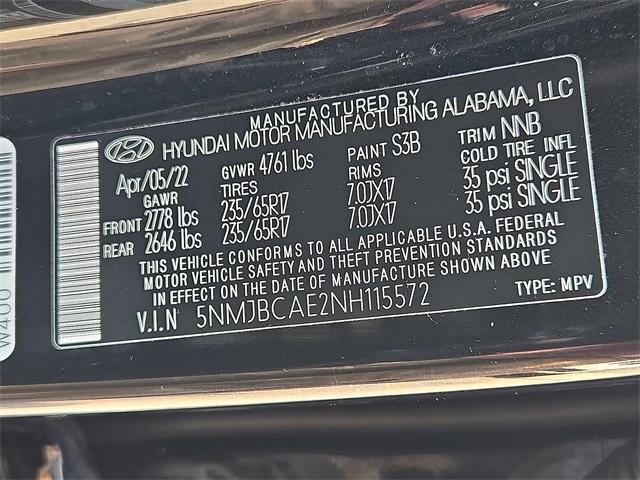 MANUFACTURED BY
HYUNDAI MOTOR MANUFACTURING ALABAMA, LLC
Apr/05/22 GVWR 4761 lbs PAINT S3B TRIM NNB
GAWR TIRES RIMS COLD TIRE INFL
FRONT 2778 lbs 235/65R17 7.0JX17 35 psi SINGLE
REAR 2646 lbs 235/65R17 7.0JX17 35 psi SINGLE
THIS VEHICLE CONFORMS TO ALL APPLICABLE U.S.A. FEDERAL
MOTOR VEHICLE SAFETY AND THEFT PREVENTION STANDARDS
IN EFFECT ON THE DATE OF MANUFACTURE SHOWN ABOVE
V.I.N 5NMJBCAE2NH115572 TYPE: MPV
W400